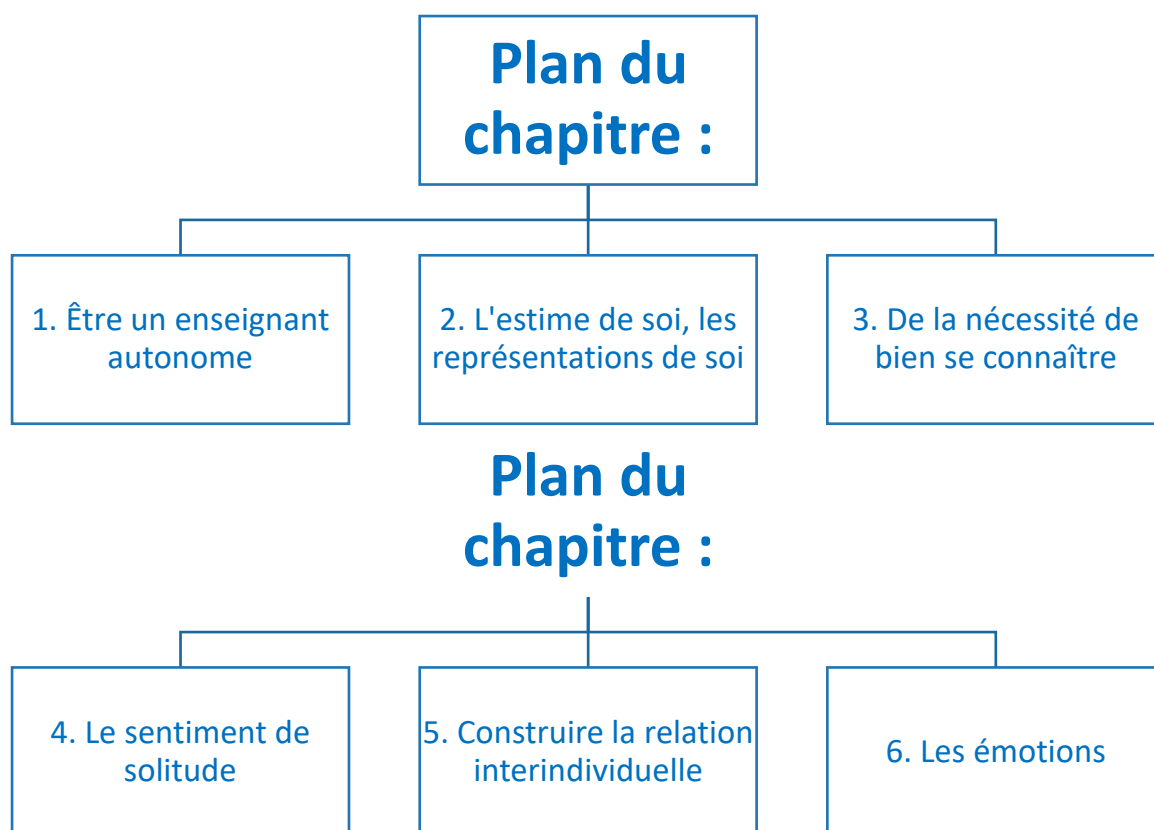 Plan du
chapitre :
1. Être un enseignant
autonome
2. L'estime de soi, les
représentations de soi
3. De la nécessité de
bien se connaître
Plan du
chapitre :
4. Le sentiment de
solitude
5. Construire la relation
interindividuelle
6. Les émotions